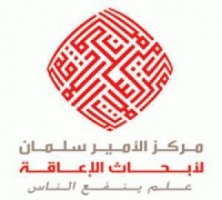 مركز الأمير سلمان
لأبحاث الإعاقة
علم ينفع الناس